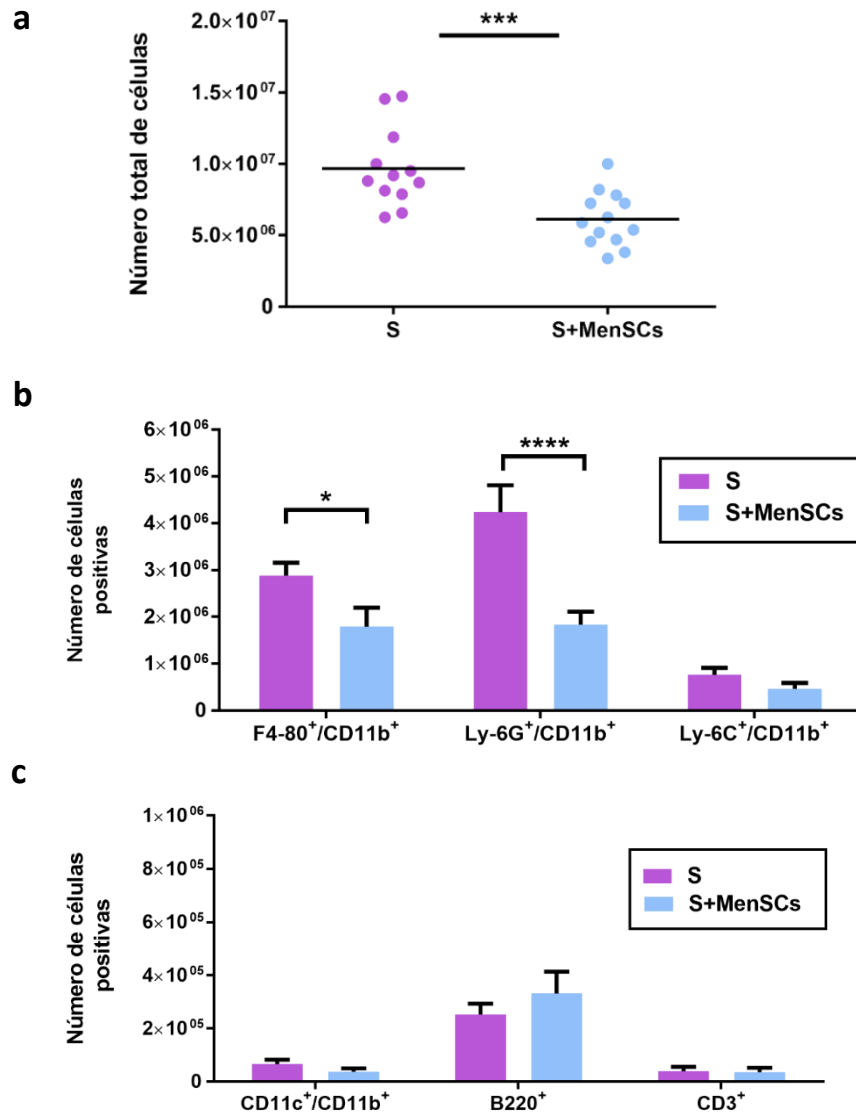 a
***
2.0×10⁰⁷
1.5×10⁰⁷
1.0×10⁰⁷
5.0×10⁰⁶
0
Número total de células
S
S+MenSCs
b
6×10⁰⁶
5×10⁰⁶
4×10⁰⁶
3×10⁰⁶
2×10⁰⁶
1×10⁰⁶
0
Número de células
positivas
*
****
S
S+MenSCs
F4-80⁺/CD11b⁺
Ly-6G⁺/CD11b⁺
Ly-6C⁺/CD11b⁺
c
1×10⁰⁶
8×10⁰⁵
6×10⁰⁵
4×10⁰⁵
2×10⁰⁵
0
Número de células
positivas
S
S+MenSCs
CD11c⁺/CD11b⁺
B220⁺
CD3⁺